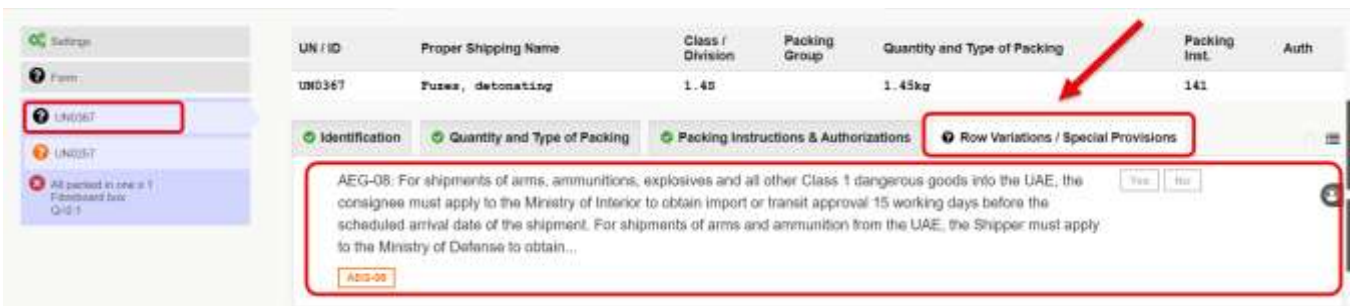 Settings
Form
UN0367
UN0367
All packed in one x 1
Fibreboard box
Q=0.1
UN / ID Proper Shipping Name Class / Division Packing Group Quantity and Type of Packing Packing Inst. Auth
UN0367 Fuzes, detonating 1.4S 1.45kg 141
Identification Quantity and Type of Packing Packing Instructions & Authorizations Row Variations / Special Provisions
AEG-08: For shipments of arms, ammunitions, explosives and all other Class 1 dangerous goods into the UAE, the
consignee must apply to the Ministry of Interior to obtain import or transit approval 15 working days before the
scheduled arrival date of the shipment. For shipments of arms and ammunition from the UAE, the Shipper must apply
to the Ministry of Defense to obtain...
Yes No
AEG-08